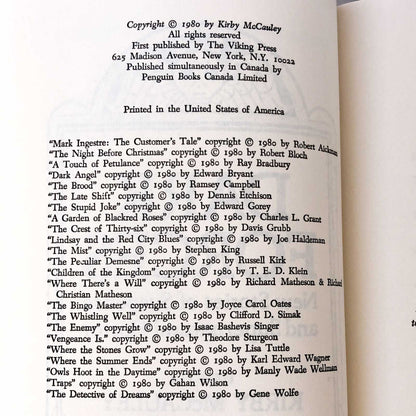 Copyright © 1980 by Kirby McCauley
All rights reserved
First published by The Viking Press
625 Madison Avenue, New York, N.Y. 10022
Published simultaneously in Canada by
Penguin Books Canada Limited
Printed in the United States of America
"Mark Ingestre: The Customer's Tale" copyright © 1980 by Robert Aickman
"The Night Before Christmas" copyright © 1980 by Robert Bloch
"A Touch of Petulance" copyright © 1980 by Ray Bradbury
"Dark Angel" copyright © 1980 by Edward Bryant
"The Brood" copyright © 1980 by Ramsey Campbell
"The Late Shift" copyright © 1980 by Dennis Etchison
"The Stupid Joke" copyright © 1980 by Edward Gorey
"A Garden of Blackred Roses" copyright © 1980 by Charles L. Grant
"The Crest of Thirty-six" copyright © 1980 by Davis Grubb
"Lindsay and the Red City Blues" copyright © 1980 by Joe Haldeman
"The Mist" copyright © 1980 by Stephen King
"The Peculiar Demesne" copyright © 1980 by Russell Kirk
"Children of the Kingdom" copyright © 1980 by T. E. D. Klein
"Where There's a Will" copyright © 1980 by Richard Matheson & Richard
Christian Matheson
"The Bingo Master" copyright © 1980 by Joyce Carol Oates
"The Whistling Well" copyright © 1980 by Clifford D. Simak
"The Enemy" copyright © 1980 by Isaac Bashevis Singer
"Vengeance Is." copyright © 1980 by Theodore Sturgeon
"Where the Stones Grow" copyright © 1980 by Lisa Tuttle
"Where the Summer Ends" copyright © 1980 by Karl Edward Wagner
"Owls Hoot in the Daytime" copyright © 1980 by Manly Wade Wellman
"Traps" copyright © 1980 by Gahan Wilson
"The Detective of Dreams" copyright © 1980 by Gene Wolfe